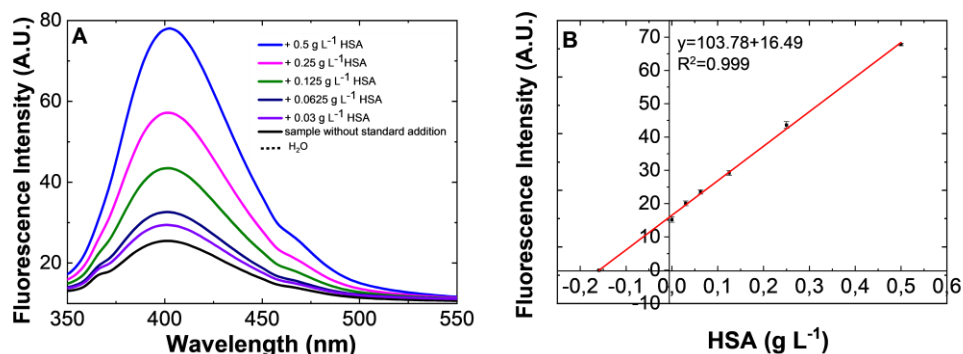 A
80
60
40
20
350
400
450
500
550
Fluorescence Intensity (A.U.)
Wavelength (nm)
+ 0.5 g L⁻¹ HSA
+ 0.25 g L⁻¹ HSA
+ 0.125 g L⁻¹ HSA
+ 0.0625 g L⁻¹ HSA
+ 0.03 g L⁻¹ HSA
sample without standard addition
H₂O
B
y=103.78+16.49
R²=0.999
70
60
50
40
30
20
10
0
-10
-0,2
-0,1
0,0
0,1
0,2
0,3
0,4
0,5
0,6
Fluorescence Intensity (A.U.)
HSA (g L⁻¹)